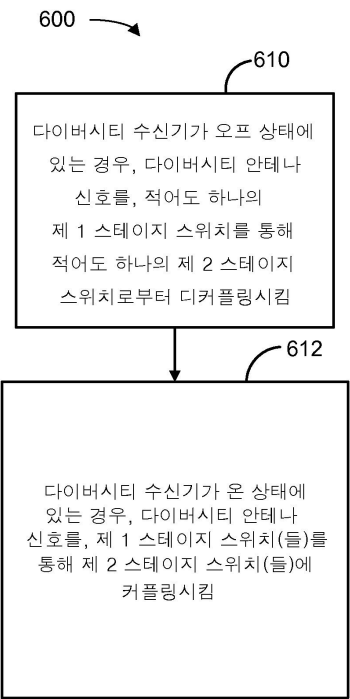 600
610
다이버시티 수신기가 오프 상태에
있는 경우, 다이버시티 안테나
신호를, 적어도 하나의
제 1 스테이지 스위치를 통해
적어도 하나의 제 2 스테이지
스위치로부터 디커플링시킴
612
다이버시티 수신기가 온 상태에
있는 경우, 다이버시티 안테나
신호를, 제 1 스테이지 스위치(들)를
통해 제 2 스테이지 스위치(들)에
커플링시킴